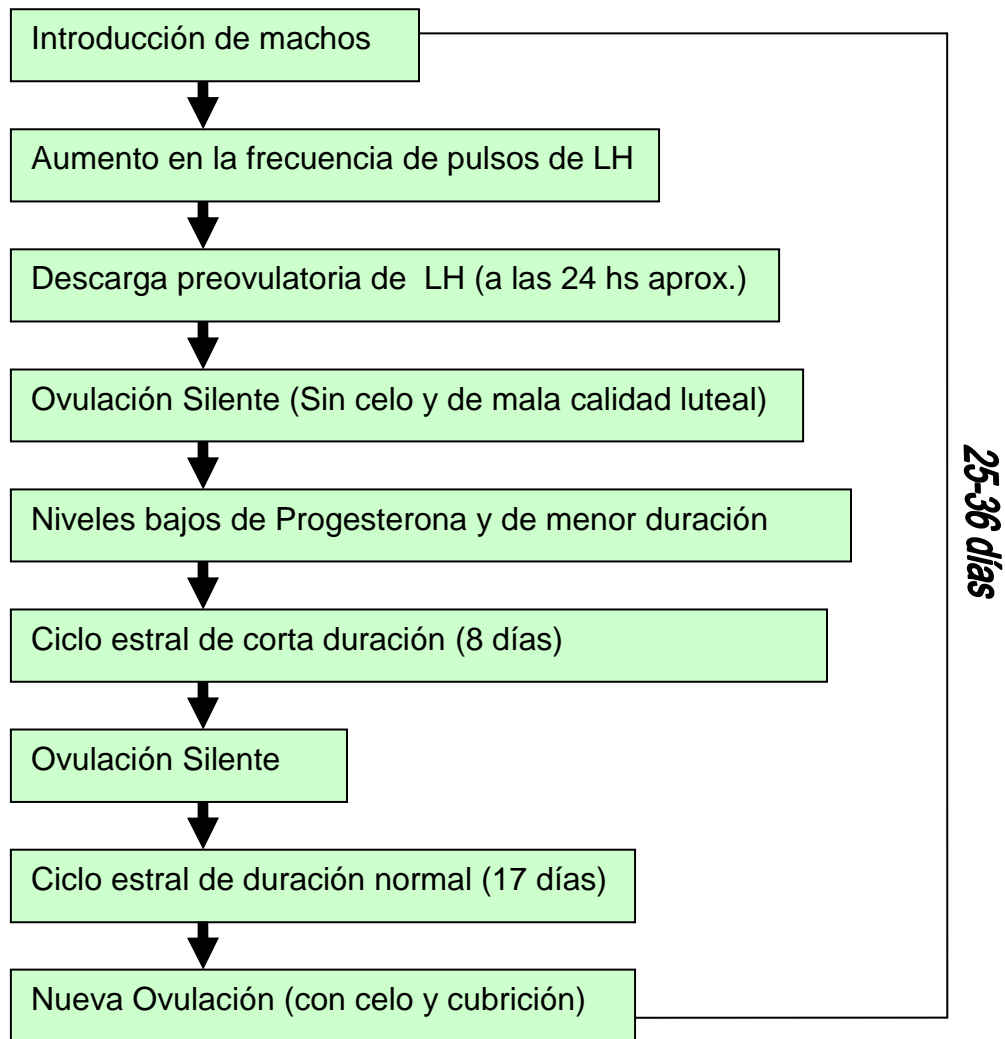 Introducción de machos
Aumento en la frecuencia de pulsos de LH
Descarga preovulatoria de  LH (a las 24 hs aprox.)
Ovulación Silente (Sin celo y de mala calidad luteal)
Niveles bajos de Progesterona y de menor duración
Ciclo estral de corta duración (8 días)
Ovulación Silente
Ciclo estral de duración normal (17 días)
Nueva Ovulación (con celo y cubrición)
25-36 días